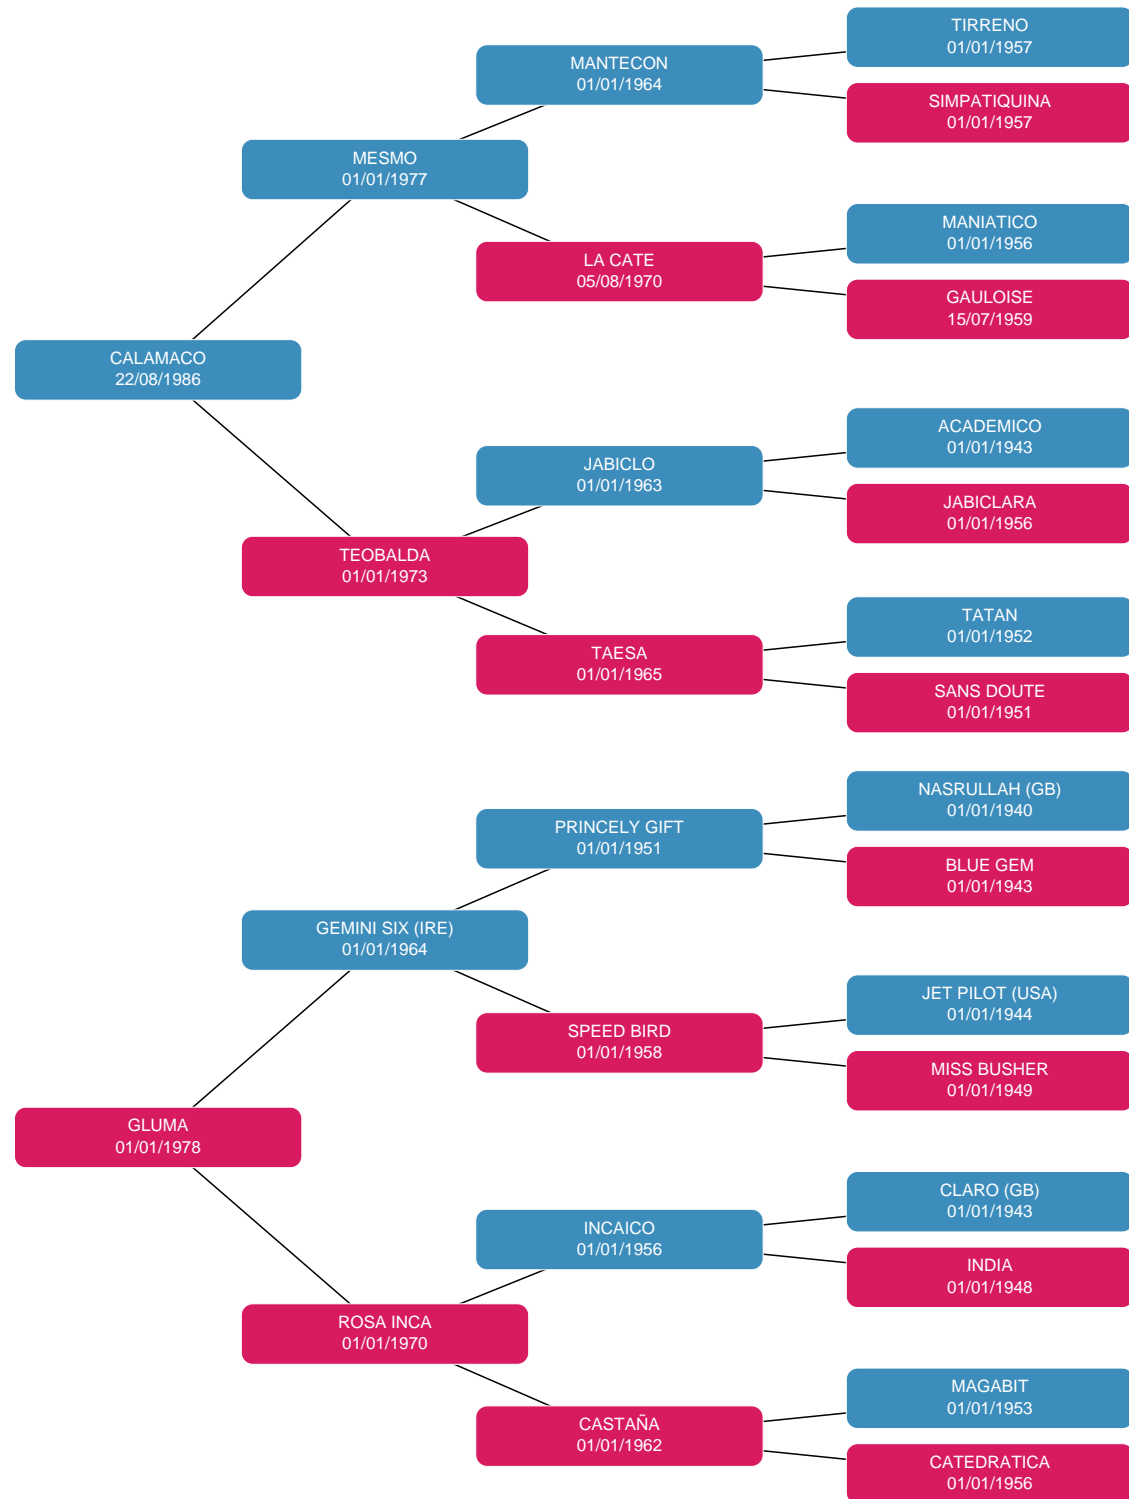 TIRRENO
01/01/1957
MANTECON
01/01/1964
SIMPATIQUINA
01/01/1957
MESMO
01/01/1977
MANIATICO
01/01/1956
LA CATE
05/08/1970
GAULOISE
15/07/1959
CALAMACO
22/08/1986
ACADEMICO
01/01/1943
JABICLO
01/01/1963
JABICLARA
01/01/1956
TEOBALDA
01/01/1973
TATAN
01/01/1952
TAESA
01/01/1965
SANS DOUTE
01/01/1951
NASRULLAH (GB)
01/01/1940
PRINCELY GIFT
01/01/1951
BLUE GEM
01/01/1943
GEMINI SIX (IRE)
01/01/1964
JET PILOT (USA)
01/01/1944
SPEED BIRD
01/01/1958
MISS BUSHER
01/01/1949
GLUMA
01/01/1978
CLARO (GB)
01/01/1943
INCAICO
01/01/1956
INDIA
01/01/1948
ROSA INCA
01/01/1970
MAGABIT
01/01/1953
CASTAÑA
01/01/1962
CATEDRATICA
01/01/1956